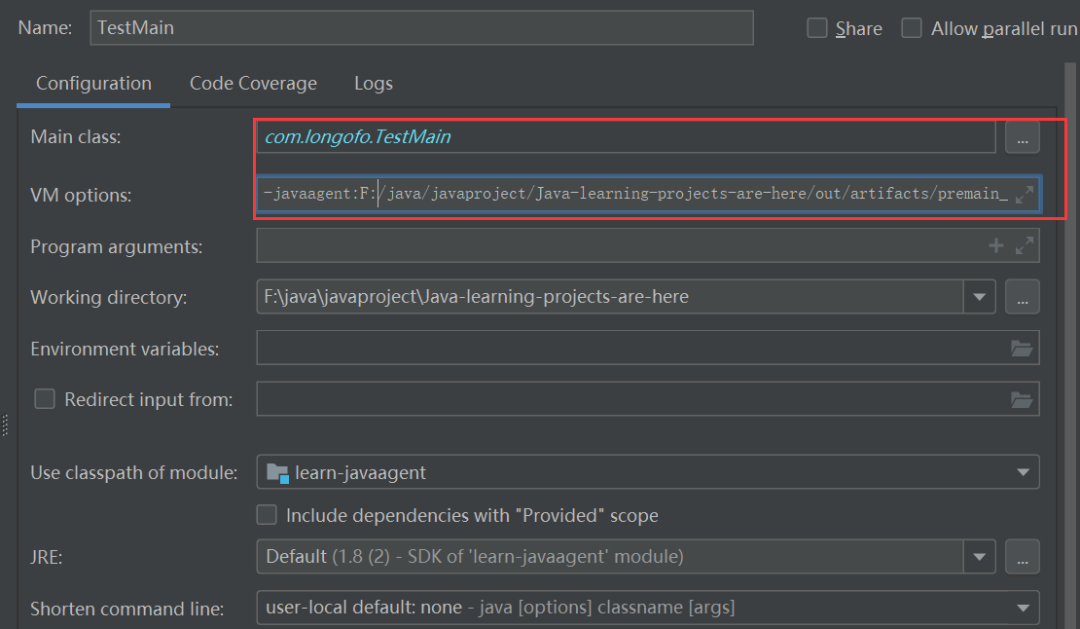 Name: TestMain Share Allow parallel run
Configuration Code Coverage Logs
Main class: com.longofo.TestMain ...
VM options: -javaagent:F:/java/javaproject/Java-learning-projects-are-here/out/artifacts/premain_
Program arguments:
Working directory: F:\java\javaproject\Java-learning-projects-are-here ...
Environment variables:
Redirect input from:
Use classpath of module: learn-javaagent
Include dependencies with "Provided" scope
JRE: Default (1.8 (2) - SDK of 'learn-javaagent' module) ...
Shorten command line: user-local default: none - java [options] classname [args]